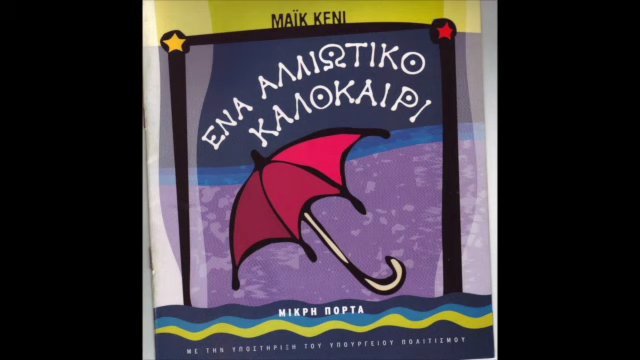 ΜΑΪΚ ΚΕΝΙ
ΕΝΑ ΑΛΛΙΩΤΙΚΟ
ΚΑΛΟΚΑΙΡΙ
ΜΙΚΡΗ ΠΟΡΤΑ
ΜΕ ΤΗΝ ΥΠΟΣΤΗΡΙΞΗ ΤΟΥ ΥΠΟΥΡΓΕΙΟΥ ΠΟΛΙΤΙΣΜΟΥ